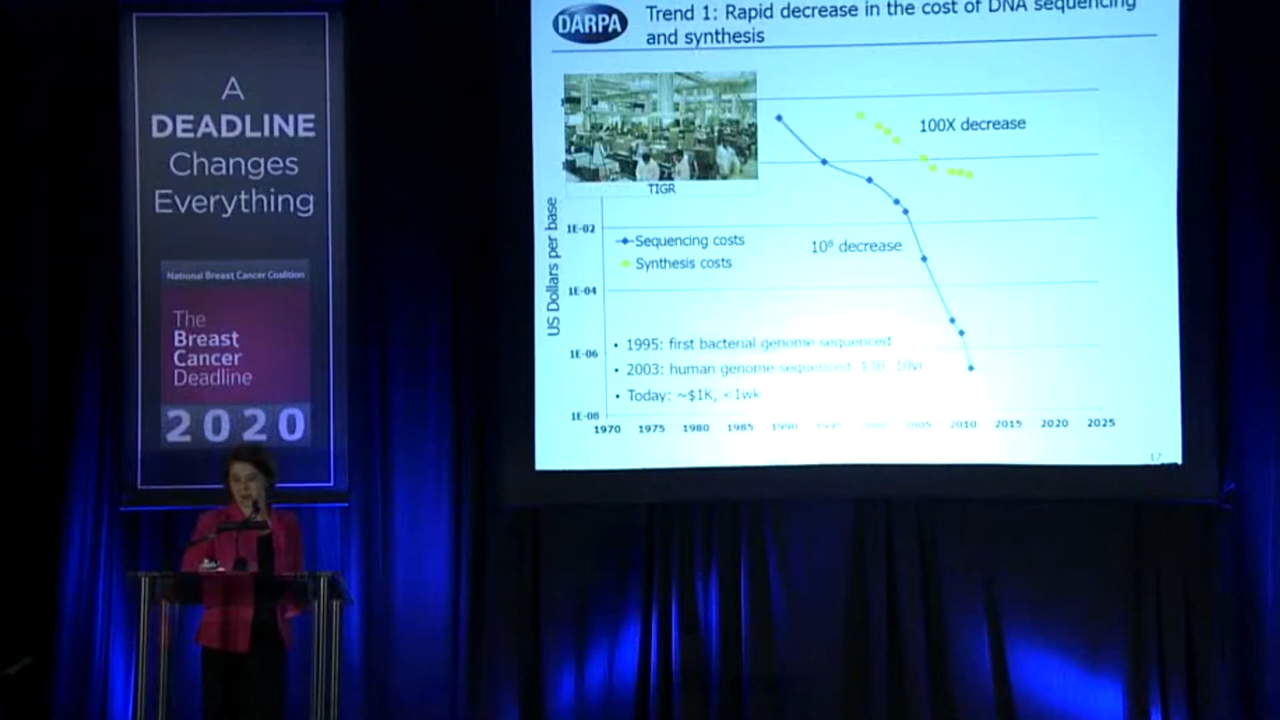 A
DEADLINE
Changes
Everything
National Breast Cancer Coalition
The
Breast
Cancer
Deadline
2020
DARPA
Trend 1: Rapid decrease in the cost of DNA sequencing
and synthesis
TIGR
100X decrease
10⁸ decrease
US Dollars per base
1E-02
1E-04
1E-06
1E-08
Sequencing costs
Synthesis costs
• 1995: first bacterial genome sequenced
• 2003: human genome sequenced, 10yr
• Today: ~$1K, <1wk
1970 1975 1980 1985 1990 2005 2010 2015 2020 2025
17